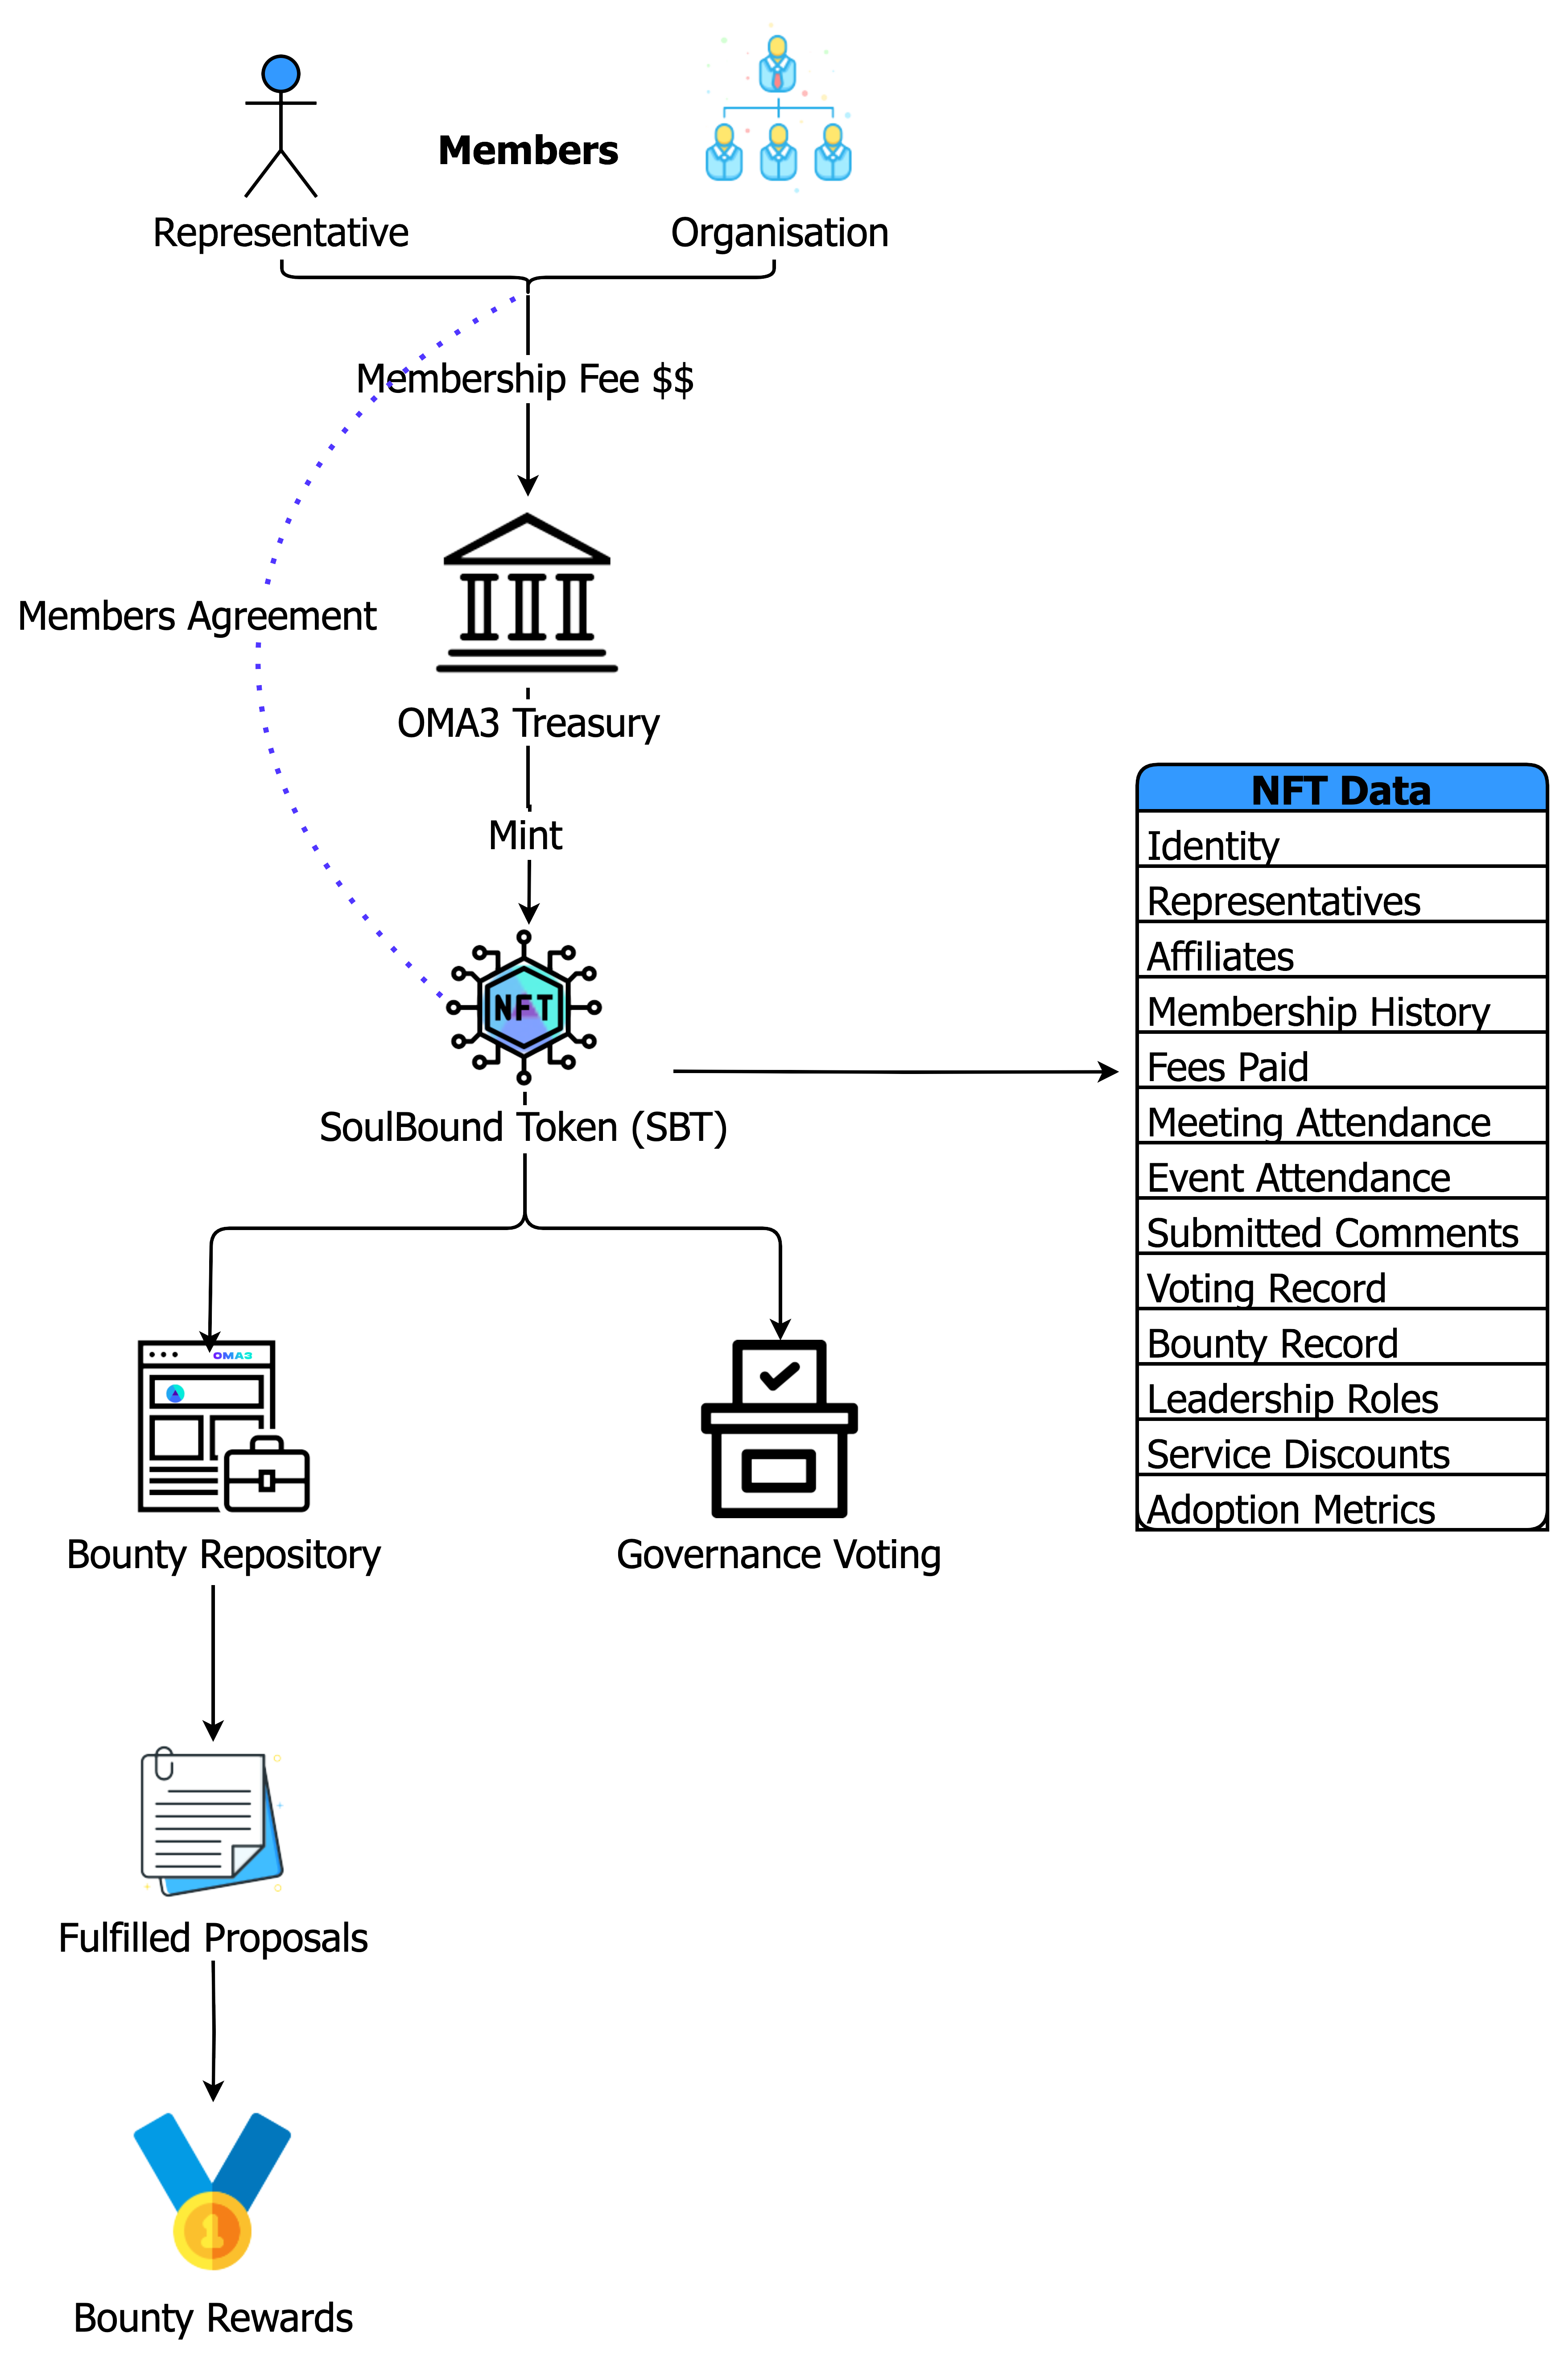 Members
Representative
Organisation
Membership Fee $$
Members Agreement
OMA3 Treasury
Mint
NFT
SoulBound Token (SBT)
NFT Data
Identity
Representatives
Affiliates
Membership History
Fees Paid
Meeting Attendance
Event Attendance
Submitted Comments
Voting Record
Bounty Record
Leadership Roles
Service Discounts
Adoption Metrics
OMA3
Bounty Repository
Governance Voting
Fulfilled Proposals
1
Bounty Rewards